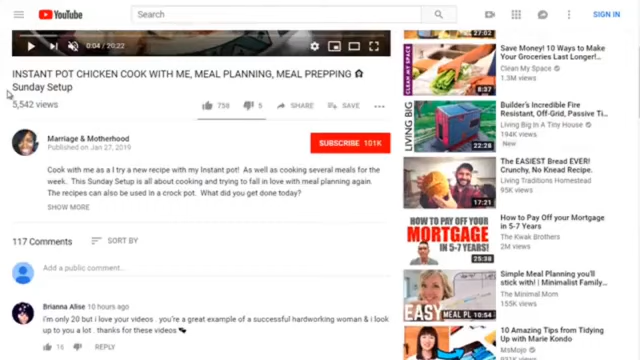 YouTube
Search
SIGN IN
0:04 / 20:22
INSTANT POT CHICKEN COOK WITH ME, MEAL PLANNING, MEAL PREPPING
Sunday Setup
5,542 views
758
5
SHARE
SAVE
Marriage & Motherhood
Published on Jan 27, 2019
SUBSCRIBE 101K
Cook with me as a I try a new recipe with my Instant pot! As well as cooking several meals for the
week. This Sunday Setup is all about cooking and trying to fall in love with meal planning again.
The recipes can also be used in a crock pot. What did you get done today?
SHOW MORE
117 Comments
SORT BY
Add a public comment...
Brianna Alise 10 hours ago
i'm only 20 but i love your videos. you're a great example of a successful hardworking woman & i look
up to you a lot . thanks for these videos
16
REPLY
27:02
CLEAN MY SPACE
8:37
Save Money! 10 Ways to Make
Your Groceries Last Longer!...
Clean My Space
1.3M views
LIVING BIG
22:28
Builder's Incredible Fire
Resistant, Off-Grid, Passive Ti...
Living Big In A Tiny House
194K views
New
17:21
The EASIEST Bread EVER!
Crunchy, No Knead Recipe.
Living Traditions Homestead
95K views
HOW TO PAY OFF YOUR
MORTGAGE
IN 5-7 YEARS
25:38
How to Pay off your Mortgage
in 5-7 Years
The Kwak Brothers
2M views
EASY MEAL PL
10:54
Simple Meal Planning you'll
stick with! | Minimalist Family...
The Minimal Mom
155K views
10 Amazing Tips from Tidying
Up with Marie Kondo
MsMojo